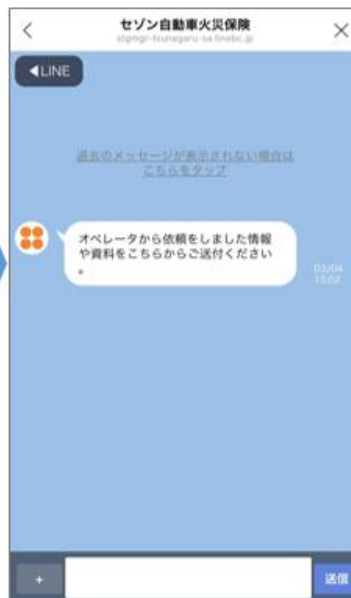 セゾン自動車火災保険
◀LINE
過去のメッセージが表示されない場合は
こちらをタップ
オペレータから依頼をしました情報
や資料をこちらからご送付ください
。
03/04
15:02
+
送信